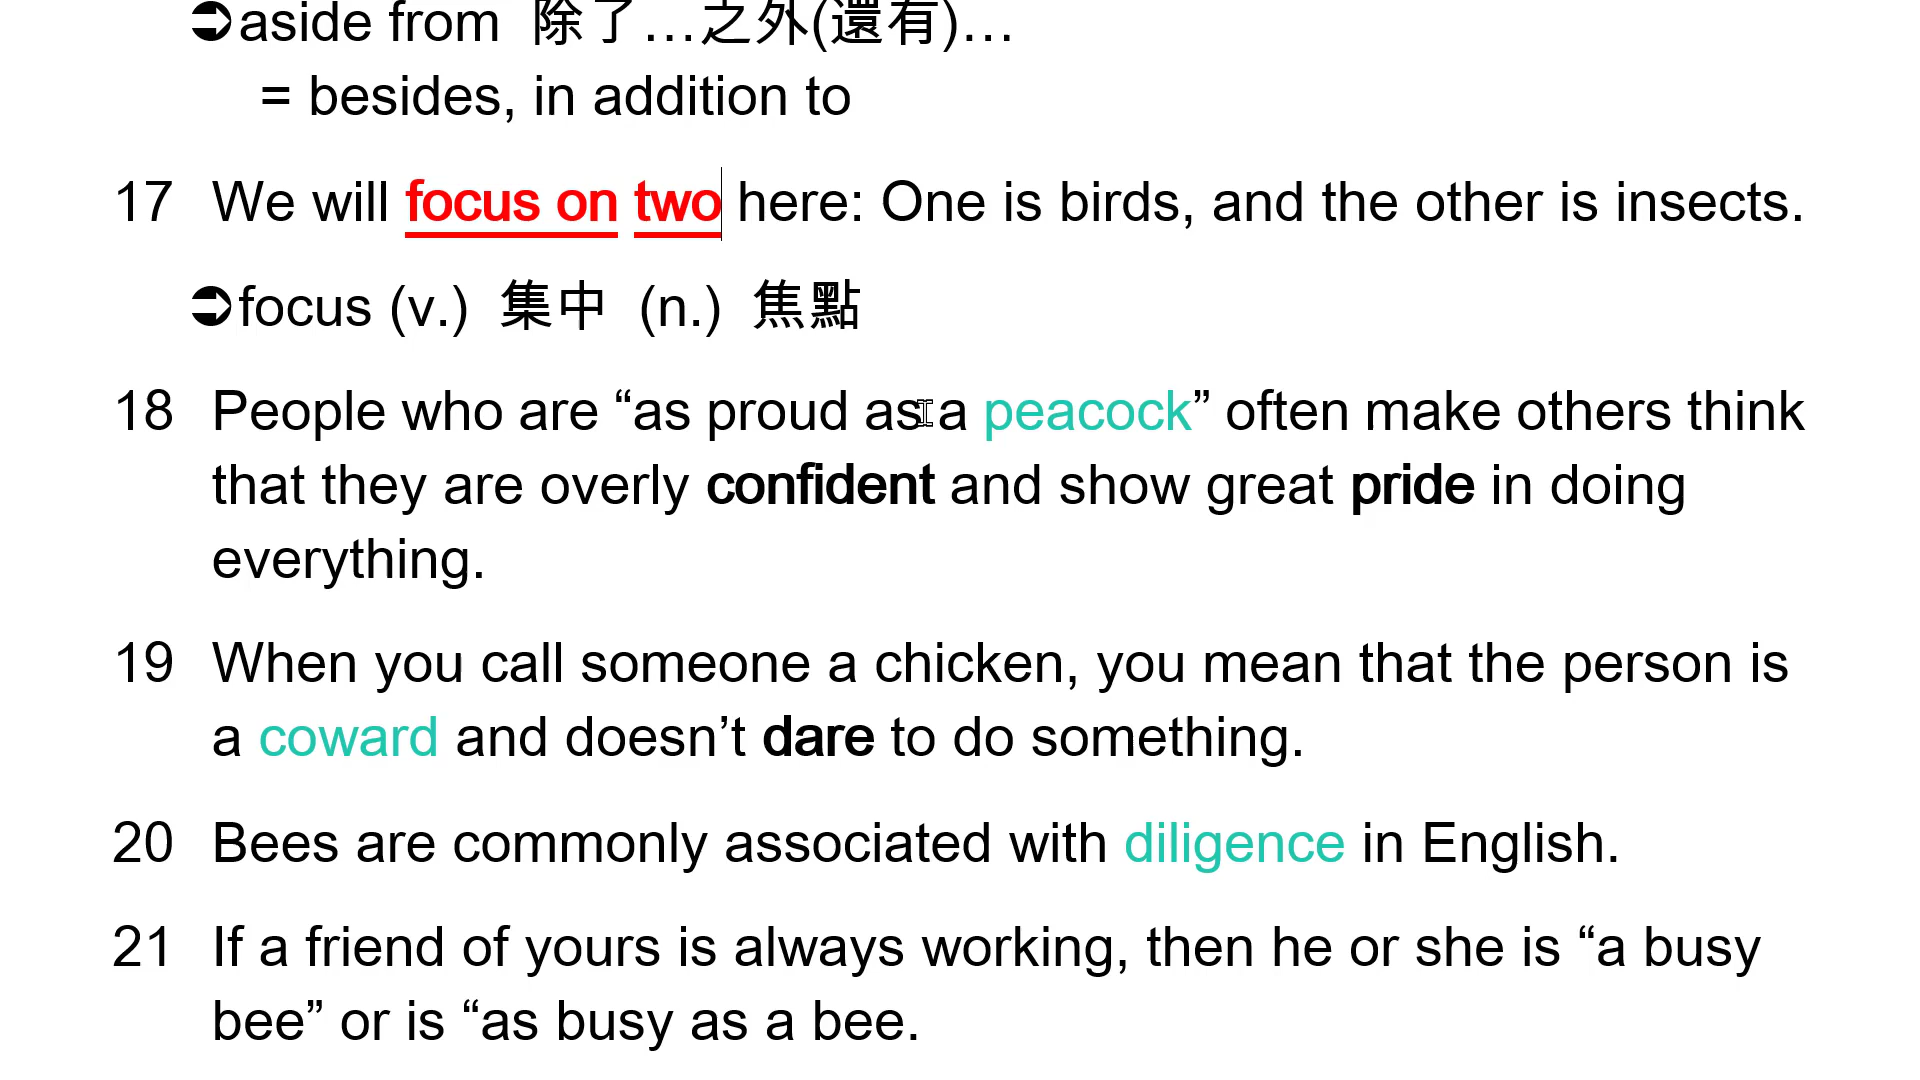 ➲aside from 除了…之外(還有)…
= besides, in addition to
17 We will focus on two here: One is birds, and the other is insects.
➲focus (v.) 集中 (n.) 焦點
18 People who are “as proud as a peacock” often make others think
that they are overly confident and show great pride in doing
everything.
19 When you call someone a chicken, you mean that the person is
a coward and doesn’t dare to do something.
20 Bees are commonly associated with diligence in English.
21 If a friend of yours is always working, then he or she is “a busy
bee” or is “as busy as a bee.